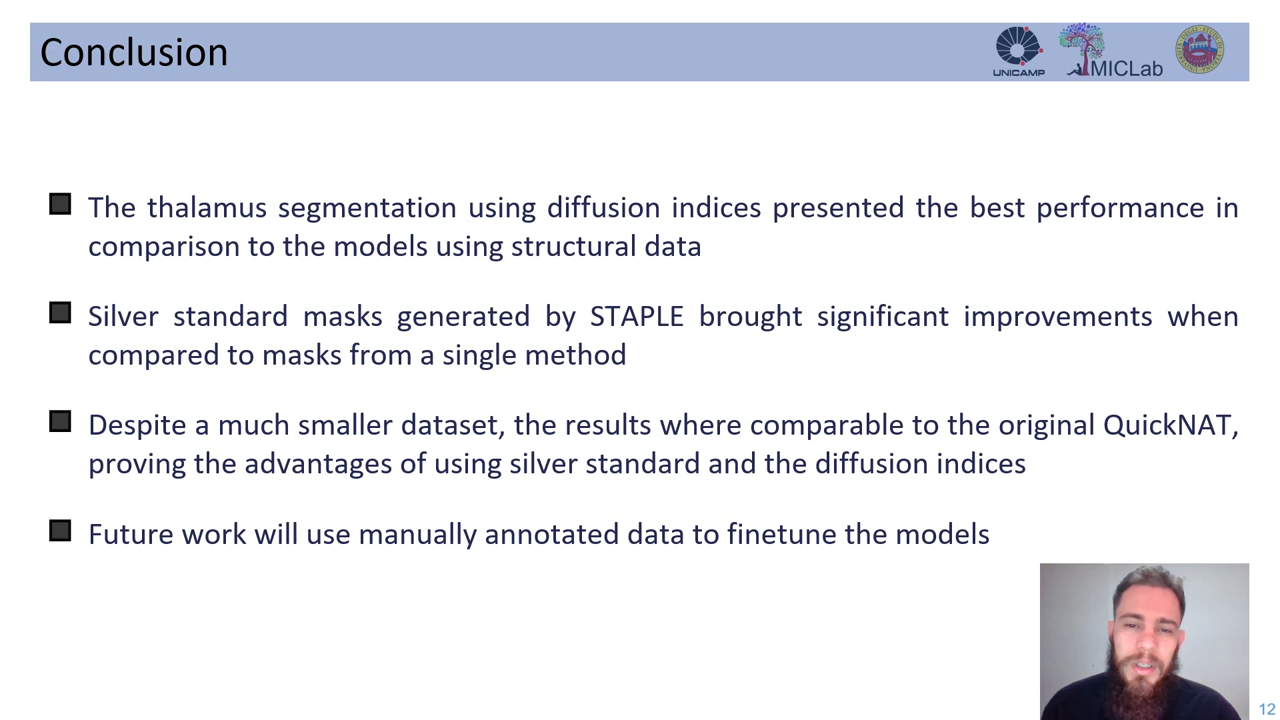 Conclusion
UNICAMP
MICLab
The thalamus segmentation using diffusion indices presented the best performance in
comparison to the models using structural data
Silver standard masks generated by STAPLE brought significant improvements when
compared to masks from a single method
Despite a much smaller dataset, the results where comparable to the original QuickNAT,
proving the advantages of using silver standard and the diffusion indices
Future work will use manually annotated data to finetune the models
12